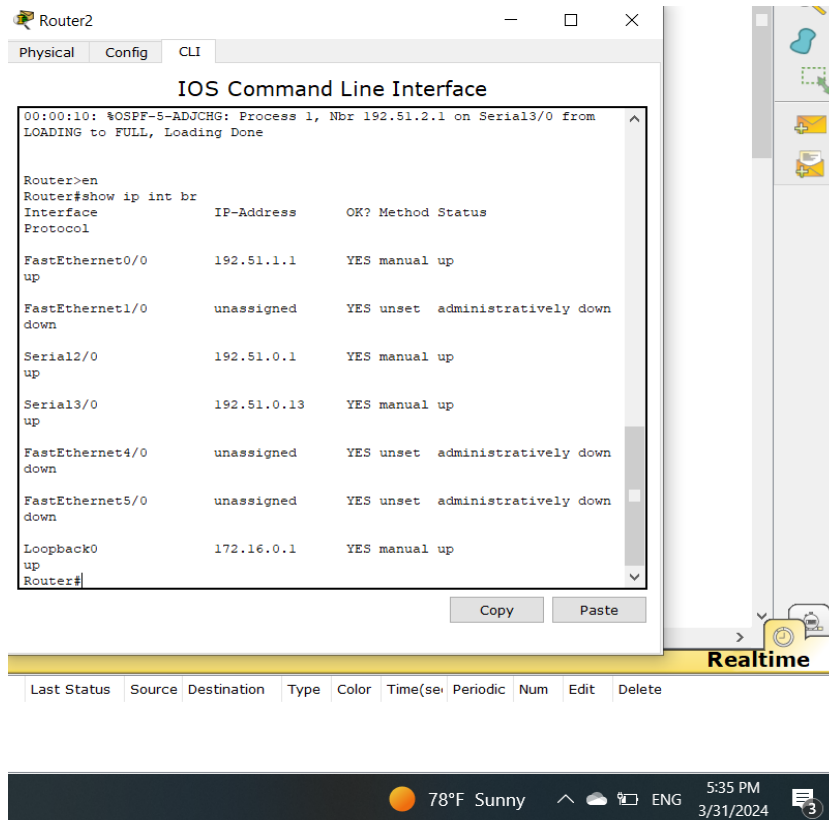 Router2
Physical Config CLI
IOS Command Line Interface
00:00:10: %OSPF-5-ADJCHG: Process 1, Nbr 192.51.2.1 on Serial3/0 from
LOADING to FULL, Loading Done
Router>en
Router#show ip int br
Interface IP-Address OK? Method Status
Protocol
FastEthernet0/0 192.51.1.1 YES manual up
up
FastEthernet1/0 unassigned YES unset administratively down
down
Serial2/0 192.51.0.1 YES manual up
up
Serial3/0 192.51.0.13 YES manual up
up
FastEthernet4/0 unassigned YES unset administratively down
down
FastEthernet5/0 unassigned YES unset administratively down
down
Loopback0 172.16.0.1 YES manual up
up
Router#
Copy Paste
Realtime
Last Status Source Destination Type Color Time(se Periodic Num Edit Delete
78°F Sunny ENG 5:35 PM
3/31/2024 3